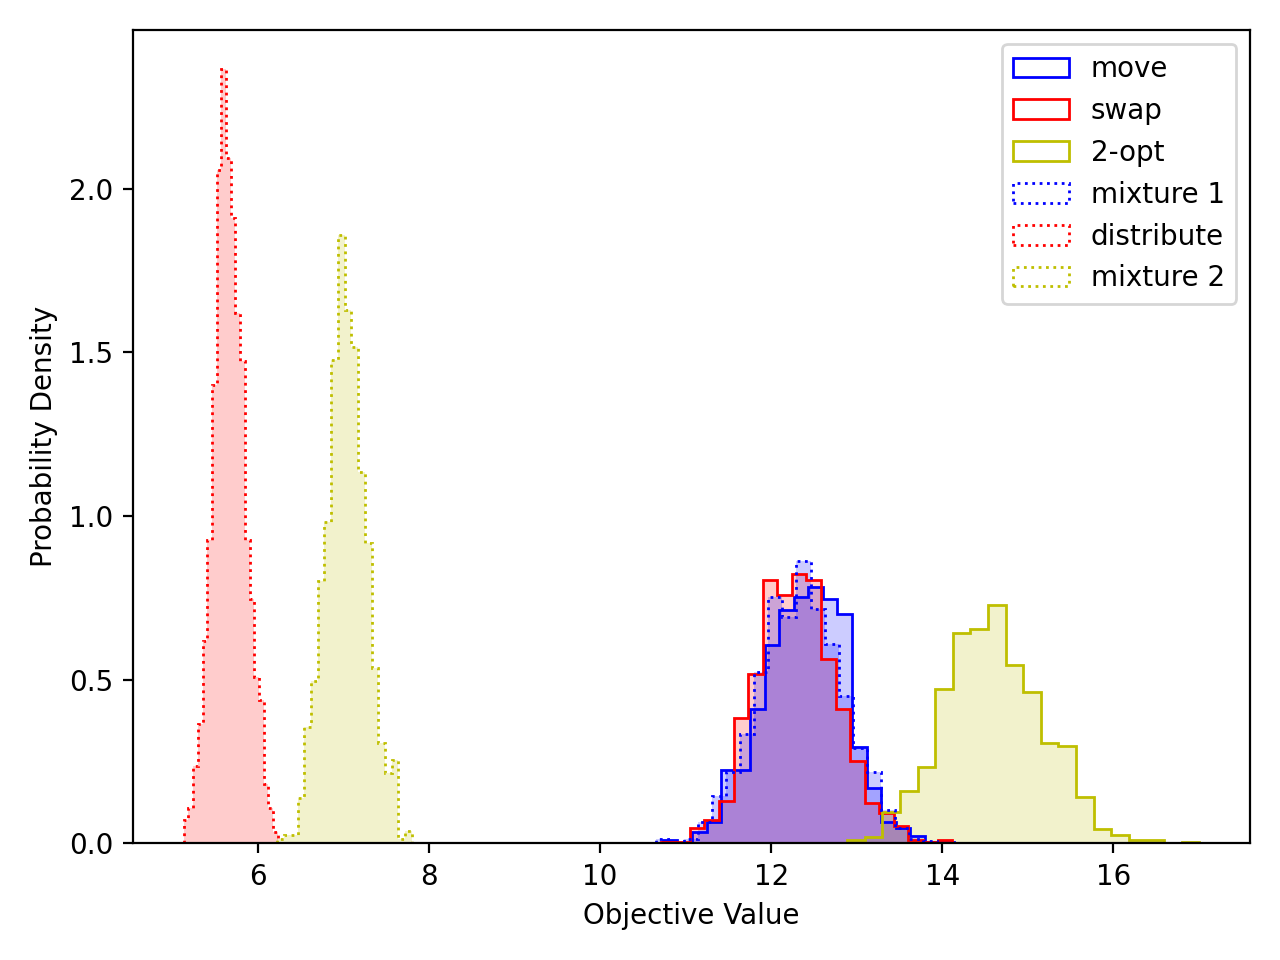 move
swap
2-opt
mixture 1
distribute
mixture 2
Probability Density
2.0
1.5
1.0
0.5
0.0
6 8 10 12 14 16
Objective Value